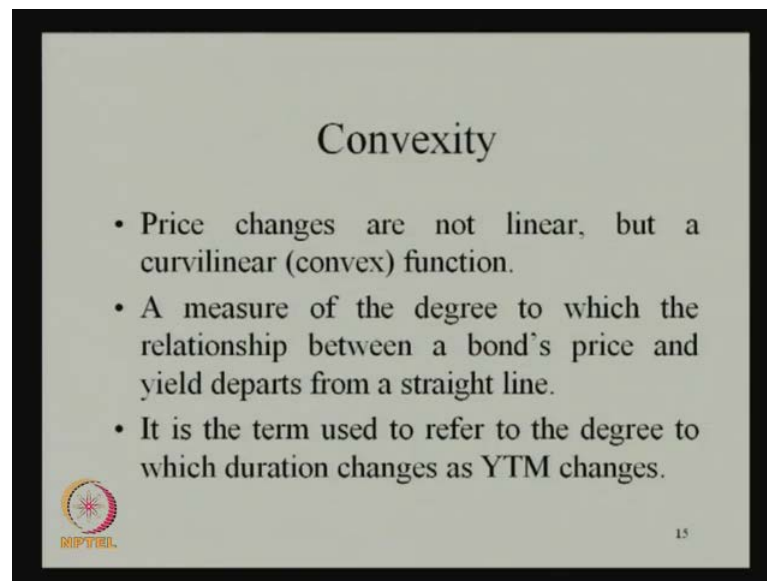 Convexity
• Price changes are not linear, but a
curvilinear (convex) function.
• A measure of the degree to which the
relationship between a bond's price and
yield departs from a straight line.
• It is the term used to refer to the degree to
which duration changes as YTM changes.
NPTEL
15